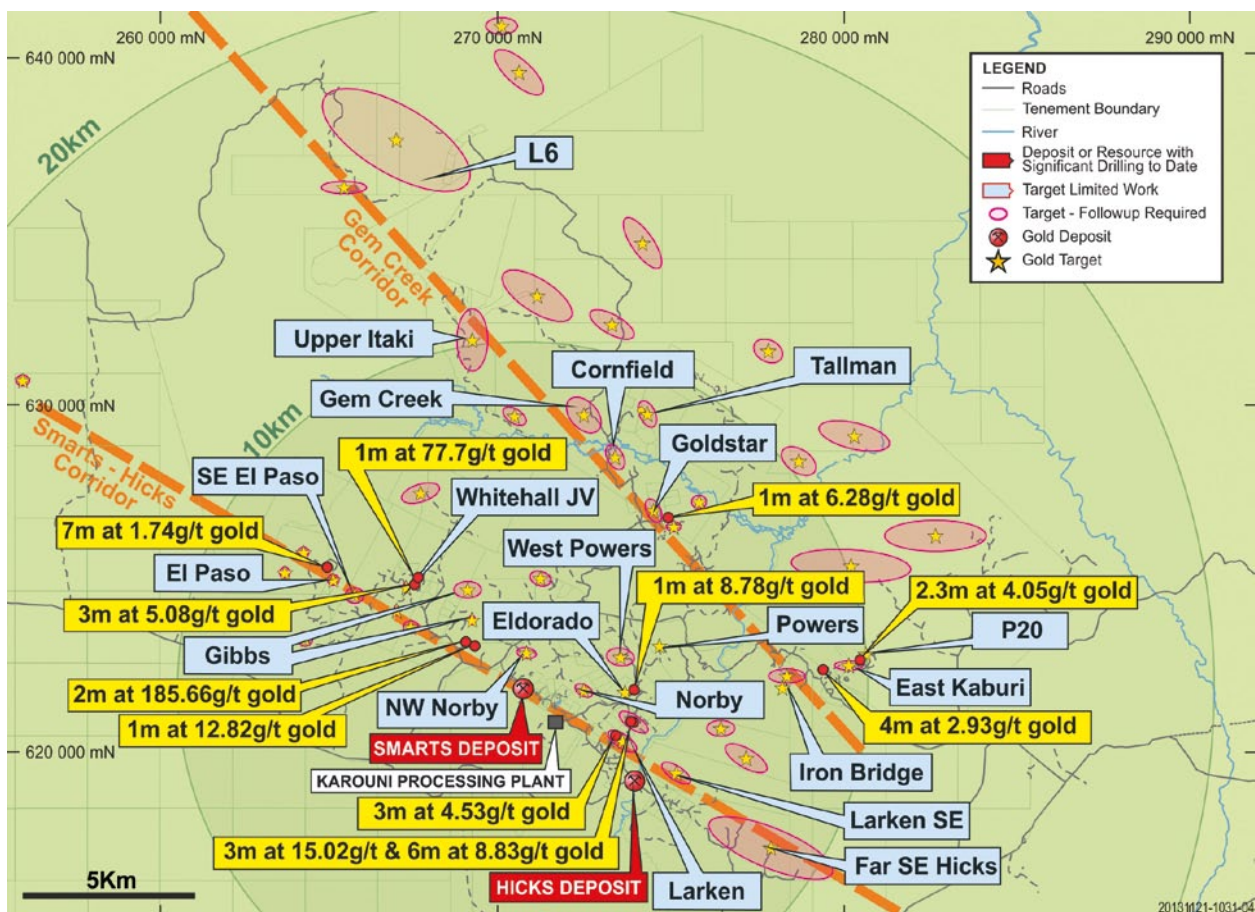 260 000 mN
270 000 mN
280 000 mN
290 000 mN
640 000 mN
LEGEND
Roads
Tenement Boundary
River
Deposit or Resource with
Significant Drilling to Date
Target Limited Work
Target - Followup Required
Gold Deposit
Gold Target
20km
L6
Gem Creek
Corridor
Upper Itaki
Cornfield
Tallman
Gem Creek
630 000 mN
10km
Goldstar
Smarts - Hicks
Corridor
1m at 77.7g/t gold
SE El Paso
Whitehall JV
1m at 6.28g/t gold
7m at 1.74g/t gold
West Powers
El Paso
1m at 8.78g/t gold
2.3m at 4.05g/t gold
3m at 5.08g/t gold
Eldorado
Powers
P20
Gibbs
East Kaburi
2m at 185.66g/t gold
NW Norby
Norby
1m at 12.82g/t gold
4m at 2.93g/t gold
SMARTS DEPOSIT
620 000 mN
KAROUNI PROCESSING PLANT
Iron Bridge
3m at 4.53g/t gold
Larken SE
3m at 15.02g/t & 6m at 8.83g/t gold
Far SE Hicks
5Km
HICKS DEPOSIT
Larken
20131121-1031-04